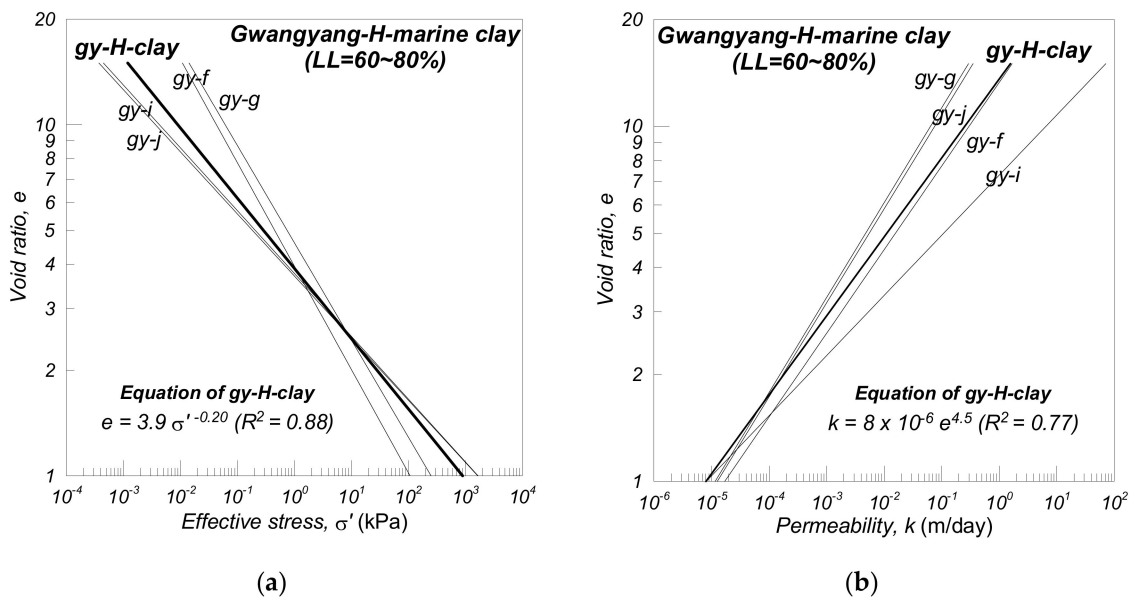 20
gy-H-clay
Gwangyang-H-marine clay
(LL=60~80%)
gy-f
gy-g
gy-i
gy-j
10
9
8
7
6
5
4
3
2
1
Void ratio, e
Equation of gy-H-clay
e = 3.9 σ' -0.20 (R2 = 0.88)
10-4 10-3 10-2 10-1 100 101 102 103 104
Effective stress, σ' (kPa)
(a)
20
Gwangyang-H-marine clay
(LL=60~80%)
gy-H-clay
gy-g
gy-j
gy-f
gy-i
10
9
8
7
6
5
4
3
2
1
Void ratio, e
Equation of gy-H-clay
k = 8 x 10-6 e4.5 (R2 = 0.77)
10-6 10-5 10-4 10-3 10-2 10-1 100 101 102
Permeability, k (m/day)
(b)